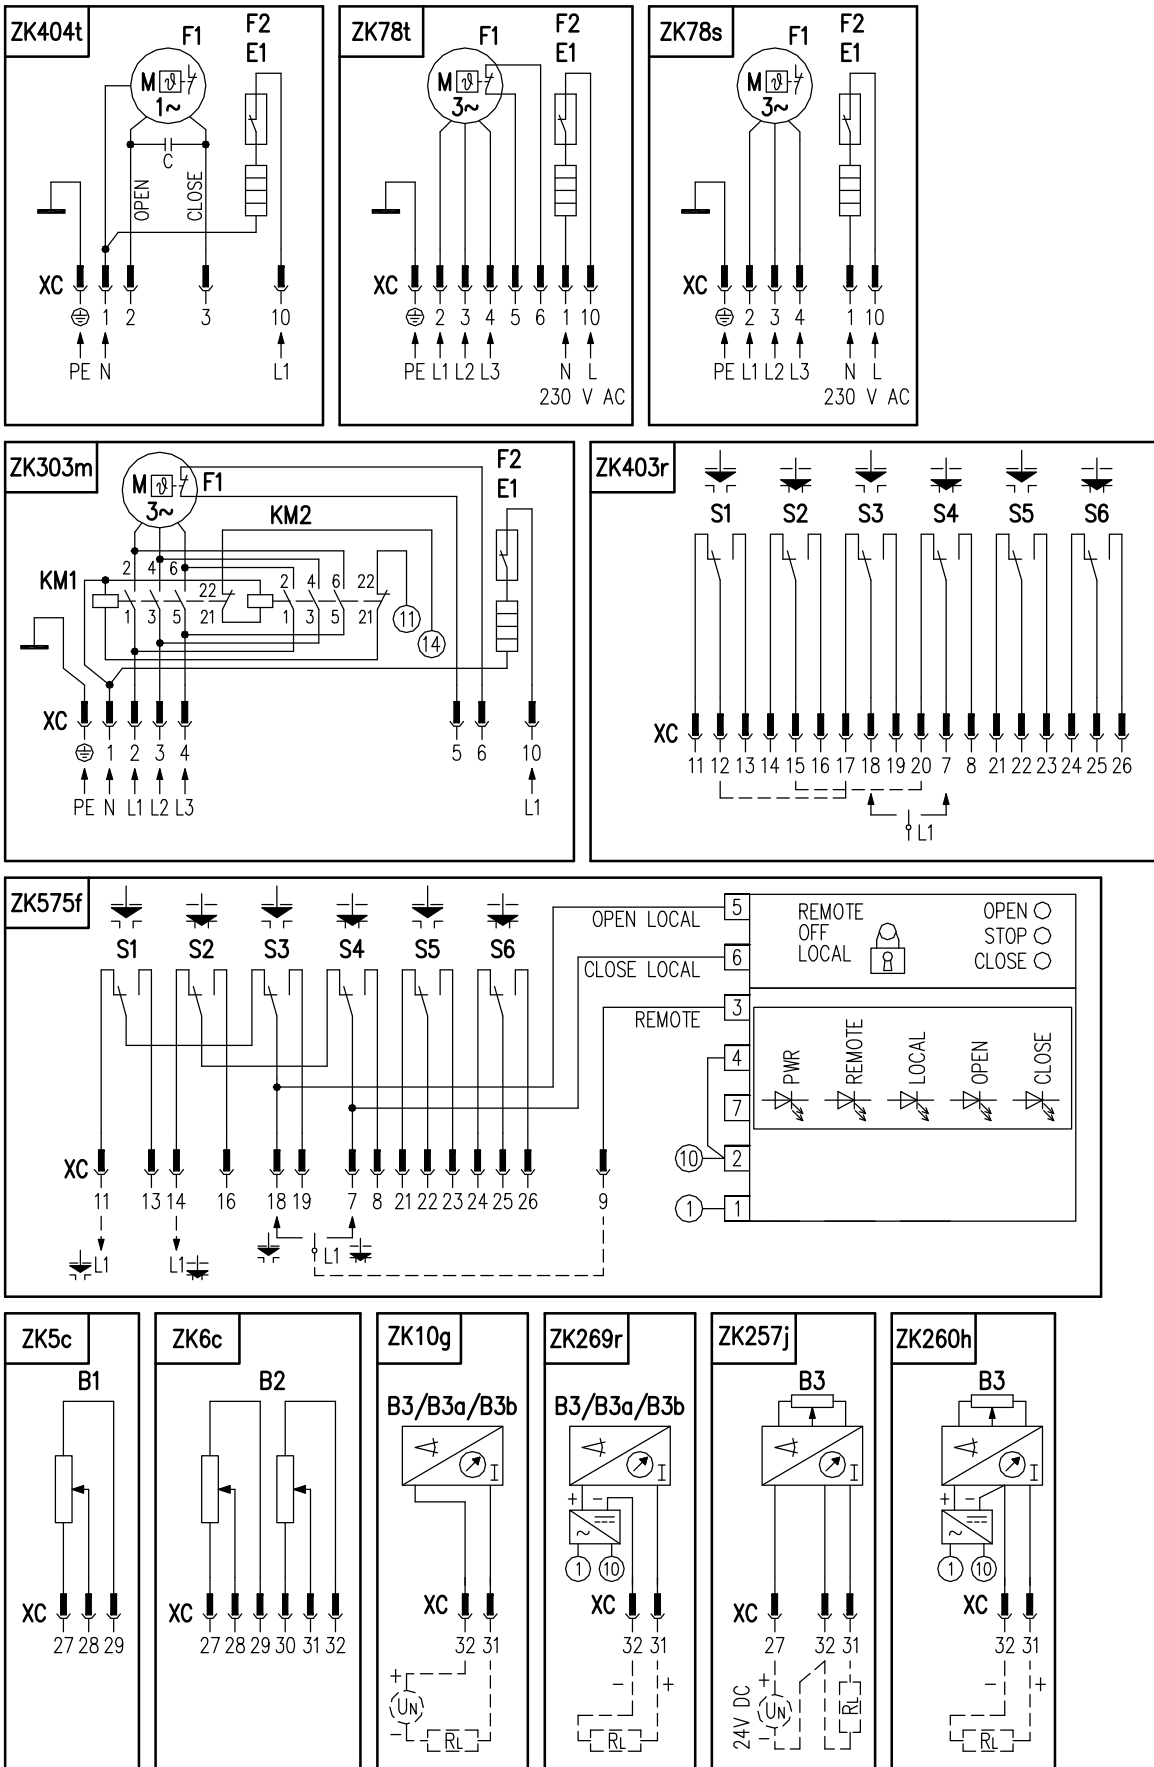 ZK404t
F1
F2
E1
M
ϑ
1~
C
OPEN
CLOSE
XC
1 2 3 10
PE N L1
ZK78t
F1
F2
E1
M
ϑ
3~
XC
2 3 4 5 6 1 10
PE L1 L2 L3 N L
230 V AC
ZK78s
F1
F2
E1
M
ϑ
3~
XC
2 3 4 1 10
PE L1 L2 L3 N L
230 V AC
ZK303m
F1
F2
E1
M
ϑ
3~
KM2
KM1
2 4 6 22 2 4 6 22
1 3 5 21 1 3 5 21
11
14
XC
1 2 3 4 5 6 10
PE N L1 L2 L3 L1
ZK403r
S1 S2 S3 S4 S5 S6
XC
11 12 13 14 15 16 17 18 19 20 7 8 21 22 23 24 25 26
L1
ZK575f
S1 S2 S3 S4 S5 S6
OPEN LOCAL
CLOSE LOCAL
REMOTE
5
6
3
4
7
2
1
10
1
REMOTE
OFF
LOCAL
OPEN
STOP
CLOSE
PWR
REMOTE
LOCAL
OPEN
CLOSE
XC
11 13 14 16 18 19 7 8 21 22 23 24 25 26 9
L1 L1 L1
ZK5c
B1
XC
27 28 29
ZK6c
B2
XC
27 28 29 30 31 32
ZK10g
B3/B3a/B3b
I
XC
32 31
+
UN
−
RL
ZK269r
B3/B3a/B3b
I
+ −
~
1 10
XC
32 31
− +
RL
ZK257j
B3
I
XC
27 32 31
24V DC
+
UN
−
RL
ZK260h
B3
I
+ −
~
1 10
XC
32 31
− +
RL